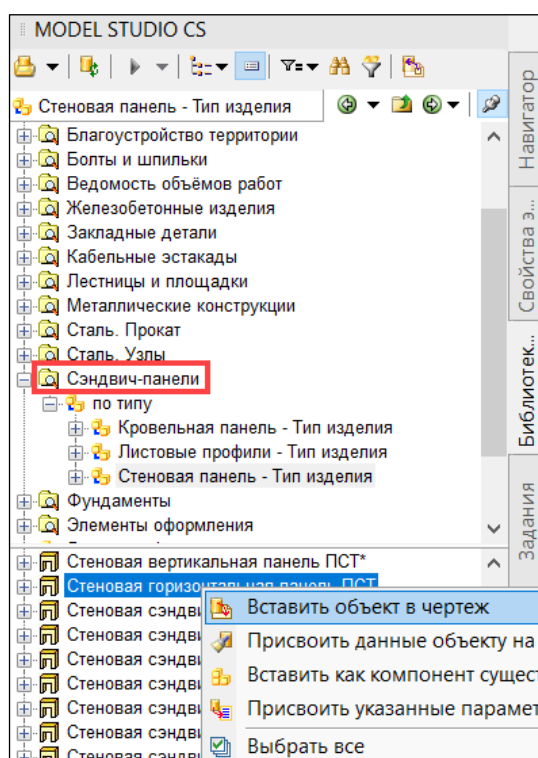 MODEL STUDIO CS
Стеновая панель - Тип изделия
Благоустройство территории
Болты и шпильки
Ведомость объёмов работ
Железобетонные изделия
Закладные детали
Кабельные эстакады
Лестницы и площадки
Металлические конструкции
Сталь. Прокат
Сталь. Узлы
Сэндвич-панели
по типу
Кровельная панель - Тип изделия
Листовые профили - Тип изделия
Стеновая панель - Тип изделия
Фундаменты
Элементы оформления
Стеновая вертикальная панель ПСТ*
Стеновая горизонтальная панель ПСТ
Стеновая сэндви
Стеновая сэндви
Стеновая сэндви
Стеновая сэндви
Стеновая сэндви
Стеновая сэндви
Стеновая сэндви
Вставить объект в чертеж
Присвоить данные объекту на
Вставить как компонент сущест
Присвоить указанные парамет
Выбрать все
Навигатор
Свойства э...
Библиотек...
Задания